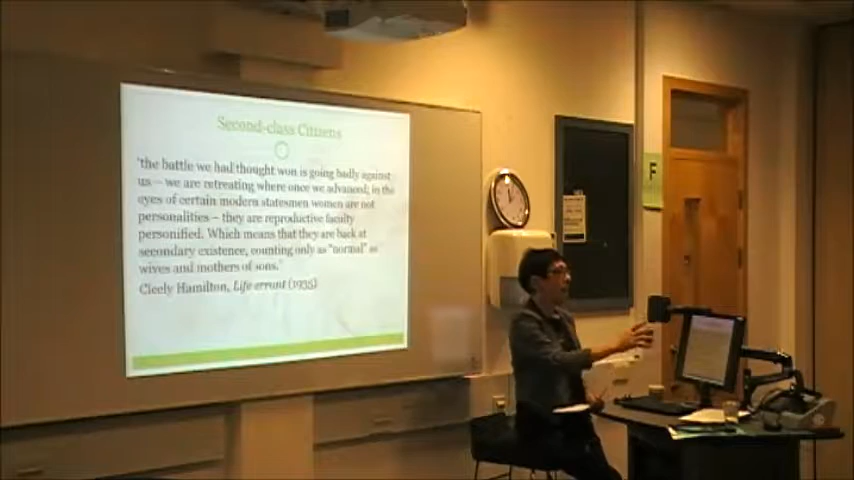 Second-class Citizens
'the battle we had thought won is going badly against
us – we are retreating where once we advanced; in the
eyes of certain modern statesmen women are not
personalities – they are reproductive faculty
personified. Which means that they are back at
secondary existence, counting only as "normal" as
wives and mothers of sons.'
Cicely Hamilton, Life errant (1935)
F